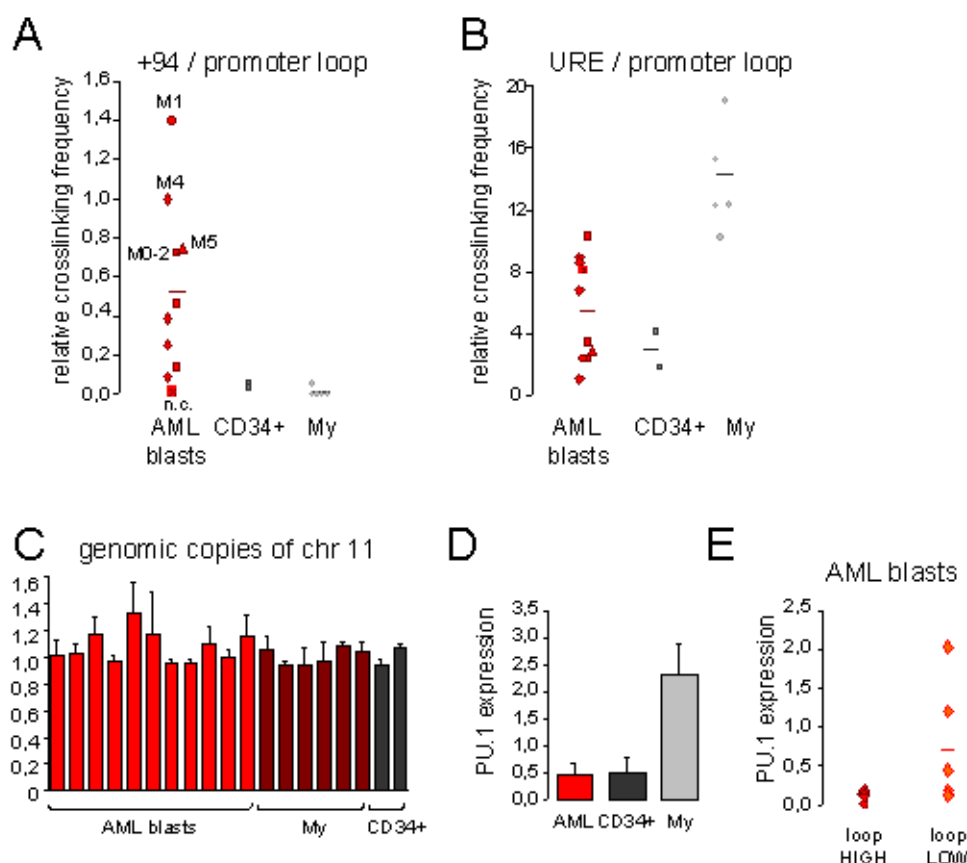 A
+94 / promoter loop
relative crosslinking frequency
1,6
1,4
1,2
1,0
0,8
0,6
0,4
0,2
0,0
M1
M4
M0-2
M5
n.c.
AML
blasts
CD34+
My
B
URE / promoter loop
relative crosslinking frequency
20
16
12
8
4
0
AML
blasts
CD34+
My
C
genomic copies of chr 11
1,6
1,4
1,2
1,0
0,8
0,6
0,4
0,2
0
AML blasts
My
CD34+
D
PU.1 expression
3,5
3,0
2,5
2,0
1,5
1,0
0,5
0,0
AML
CD34+
My
E
AML blasts
PU.1 expression
2,5
2,0
1,5
1,0
0,5
0,0
loop
HIGH
loop
LOW